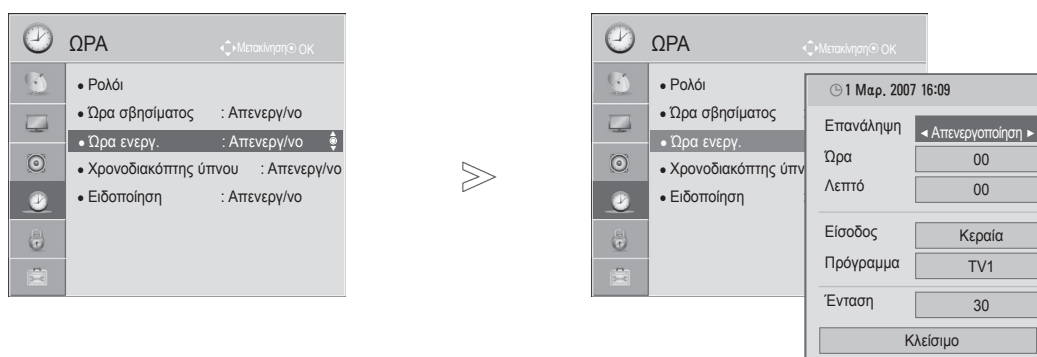 ΩΡΑ
Μετακίνηση OK
• Ρολόι
• Ώρα σβησίματος : Απενεργ/νο
• Ώρα ενεργ. : Απενεργ/νο
• Χρονοδιακόπτης ύπνου : Απενεργ/νο
• Ειδοποίηση : Απενεργ/νο
ΩΡΑ
Μετακίνηση OK
• Ρολόι
• Ώρα σβησίματος :
• Ώρα ενεργ.
• Χρονοδιακόπτης ύπν
• Ειδοποίηση :
1 Μαρ. 2007 16:09
Επανάληψη ◄ Απενεργοποίηση ►
Ώρα 00
Λεπτό 00
Είσοδος Κεραία
Πρόγραμμα TV1
Ένταση 30
Κλείσιμο